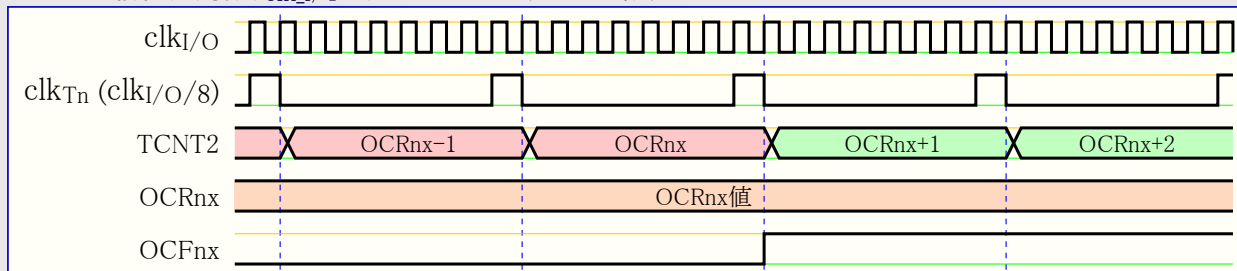 clkI/O
clkTn (clkI/O/8)
TCNT2 OCRnx-1 OCRnx OCRnx+1 OCRnx+2
OCRnx OCRnx値
OCFnx